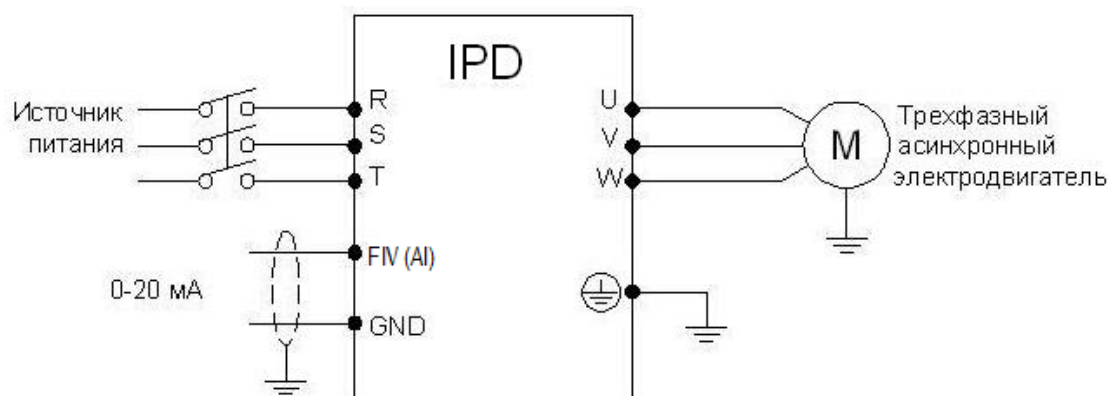 IPD
Источник
питания
R
S
T
U
V
W
M
Трехфазный
асинхронный
электродвигатель
0-20 мА
FIV (AI)
GND